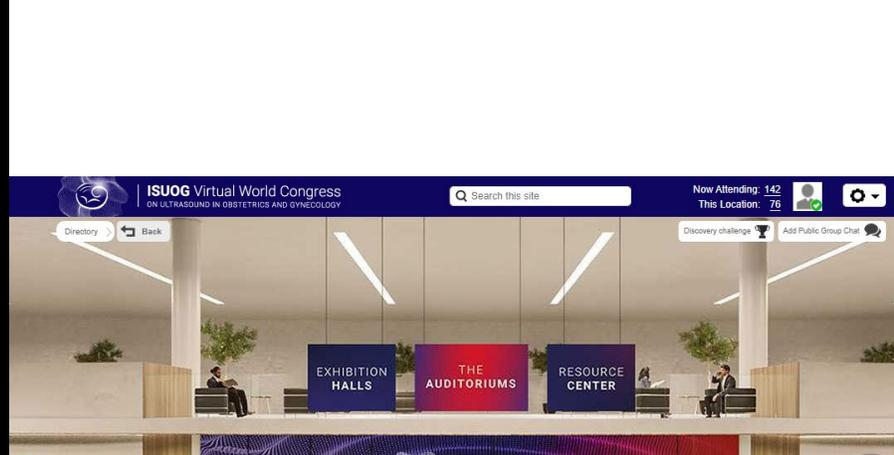 ISUOG Virtual World Congress
ON ULTRASOUND IN OBSTETRICS AND GYNECOLOGY
Search this site
Now Attending: 142
This Location: 76
Directory
Back
Discovery challenge
Add Public Group Chat
EXHIBITION
HALLS
THE
AUDITORIUMS
RESOURCE
CENTER